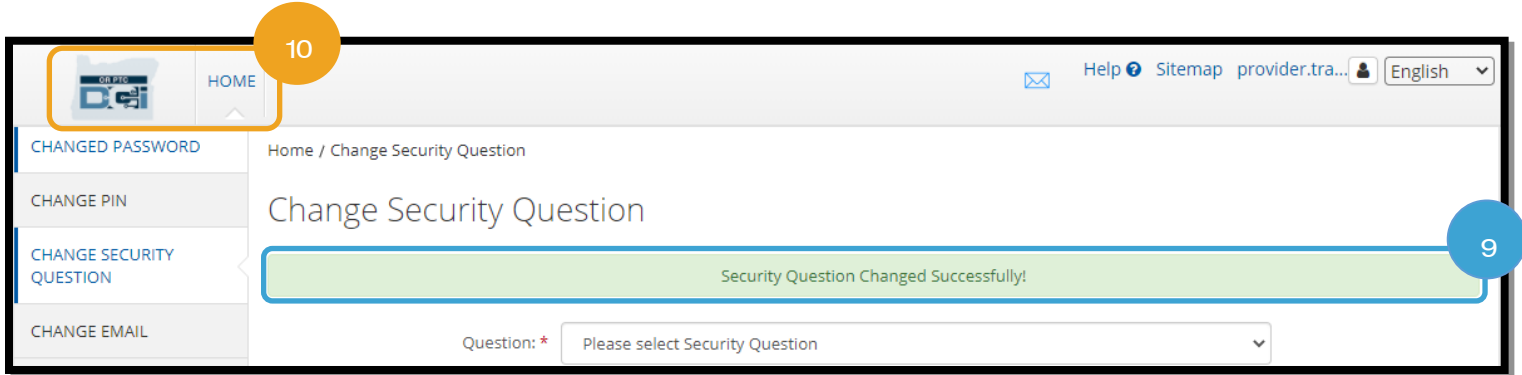 10
OR PTC
DCI
HOME
Help ? Sitemap provider.tra... English
CHANGED PASSWORD
Home / Change Security Question
CHANGE PIN
Change Security Question
CHANGE SECURITY
QUESTION
9
Security Question Changed Successfully!
CHANGE EMAIL
Question: * Please select Security Question